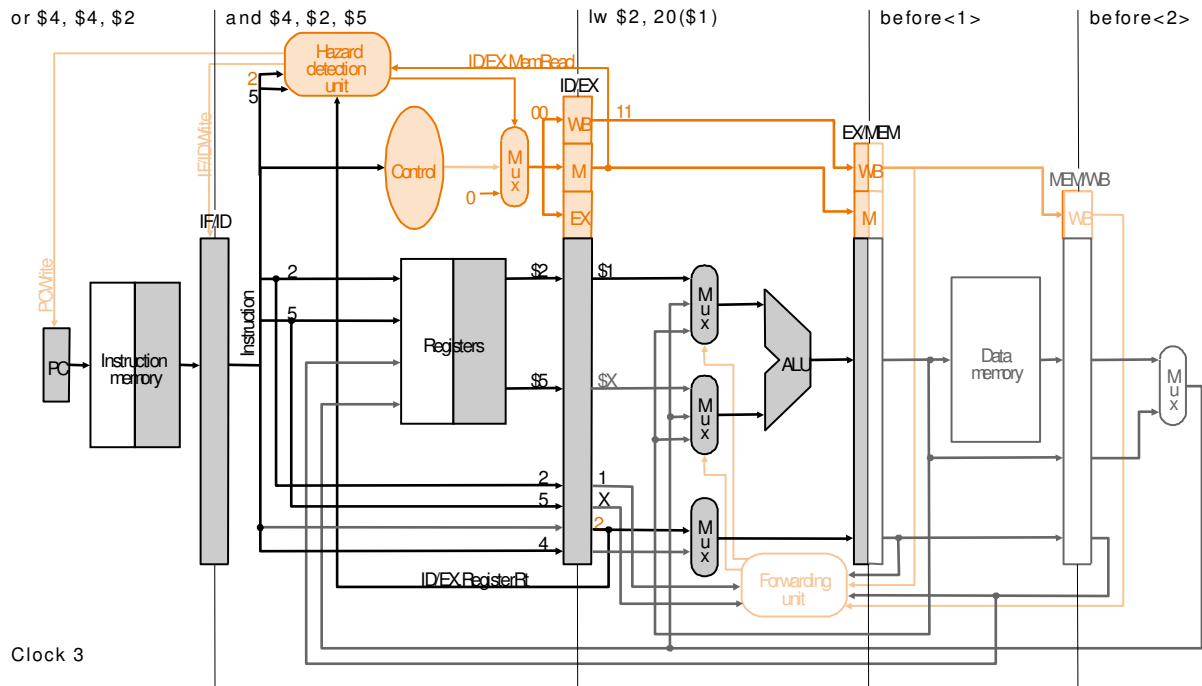 or $4, $4, $2
and $4, $2, $5
lw $2, 20($1)
before<1>
before<2>
Hazard
detection
unit
ID/EX.MemRead
2
5
IF/IDWrite
PCWrite
Control
0
Mux
00
ID/EX
WB
M
EX
11
EX/MEM
WB
M
MEM/WB
WB
IF/ID
PC
Instruction
memory
Instruction
2
5
Registers
$2
$5
$1
$X
Mux
Mux
ALU
Data
memory
Mux
2
5
4
1
X
2
Mux
ID/EX.RegisterRt
Forwarding
unit
Clock 3